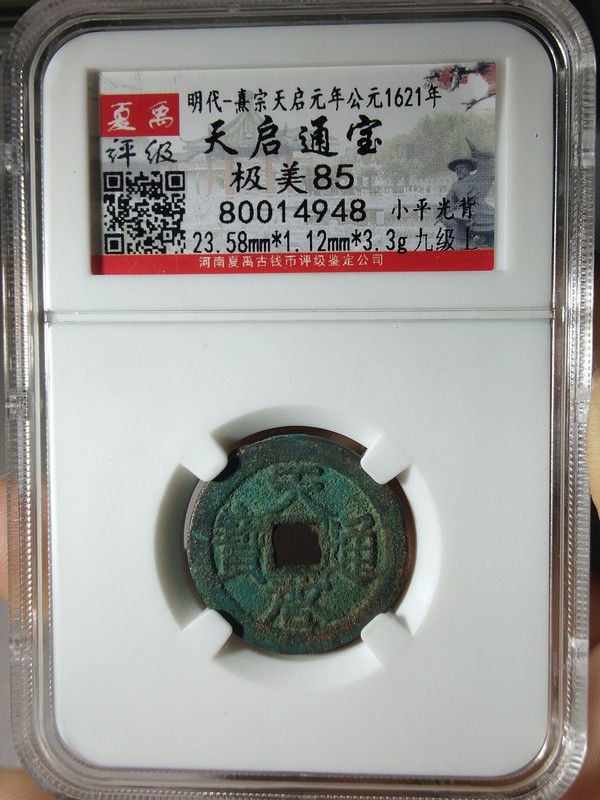 夏禹
评级
明代-熹宗天启元年公元1621年
天启通宝
极美85
80014948 小平光背
23.58mm*1.12mm*3.3g 九级上
河南夏禹古钱币评级鉴定公司
天
啓
通
寶